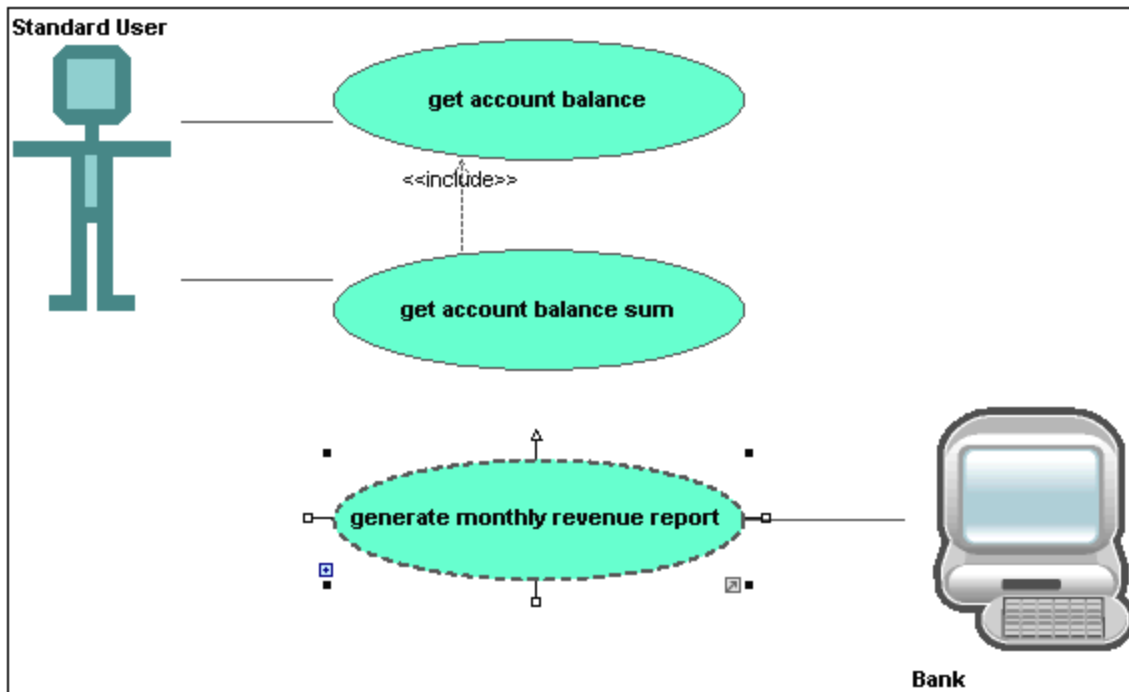 Standard User
get account balance
<<include>>
get account balance sum
generate monthly revenue report
Bank